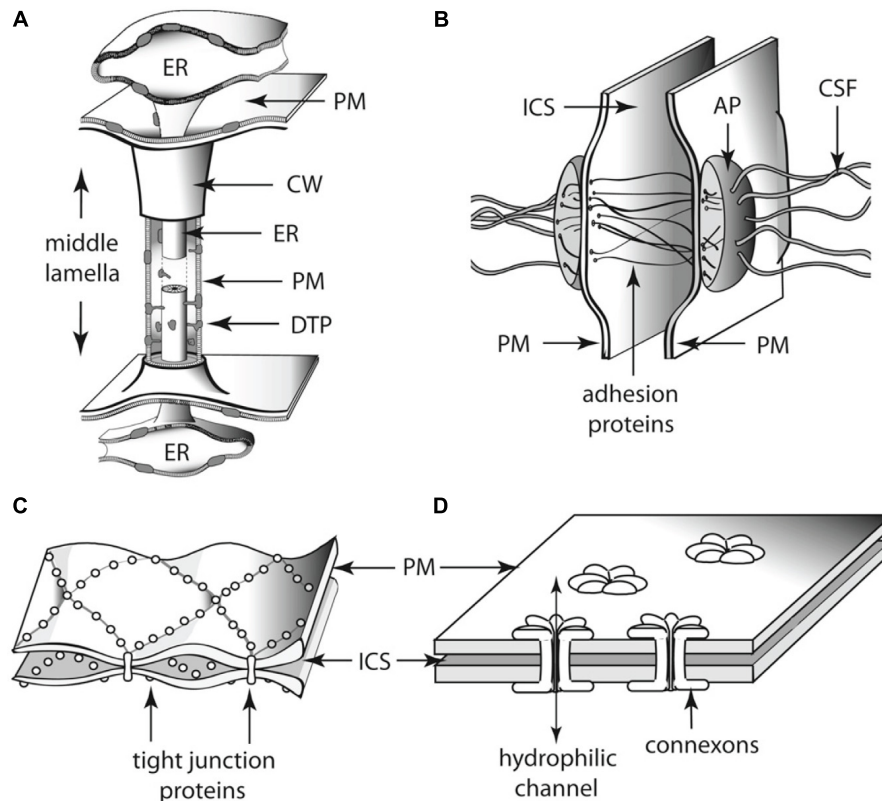 A
ER
PM
CW
ER
middle
lamella
PM
DTP
ER
B
ICS
AP
CSF
PM
PM
adhesion
proteins
C
PM
ICS
tight junction
proteins
D
hydrophilic
channel
connexons